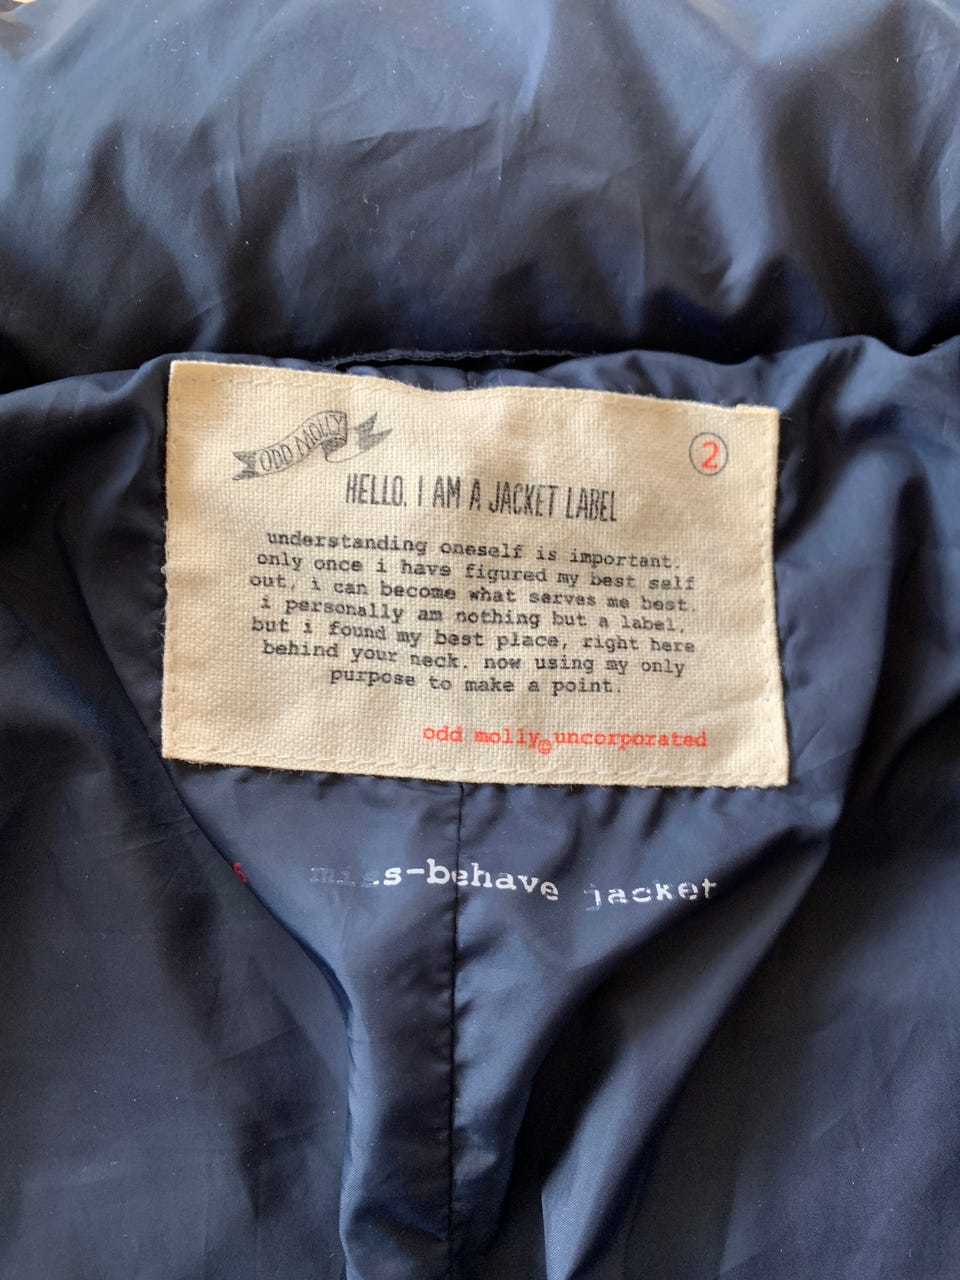 ODD MOLLY
2
HELLO. I AM A JACKET LABEL
understanding oneself is important.
only once i have figured my best self
out, i can become what serves me best.
i personally am nothing but a label,
but i found my best place, right here
behind your neck. now using my only
purpose to make a point.
odd molly© uncorporated
miss-behave jacket